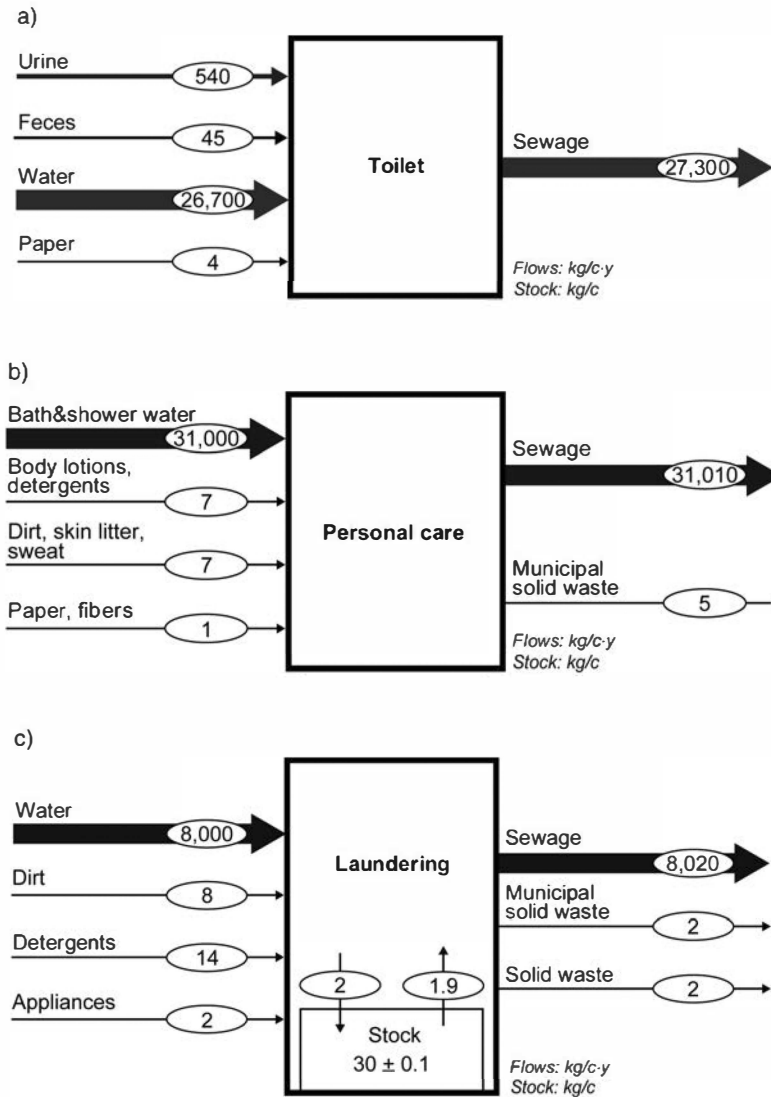 a)
Urine
540
Feces
45
Water
26,700
Paper
4
Toilet
Sewage
27,300
Flows: kg/c·y
Stock: kg/c
b)
Bath&shower water
31,000
Body lotions,
detergents
7
Dirt, skin litter,
sweat
7
Paper, fibers
1
Personal care
Sewage
31,010
Municipal
solid waste
5
Flows: kg/c·y
Stock: kg/c
c)
Water
8,000
Dirt
8
Detergents
14
Appliances
2
Laundering
2
1.9
Stock
30 ± 0.1
Sewage
8,020
Municipal
solid waste
2
Solid waste
2
Flows: kg/c·y
Stock: kg/c